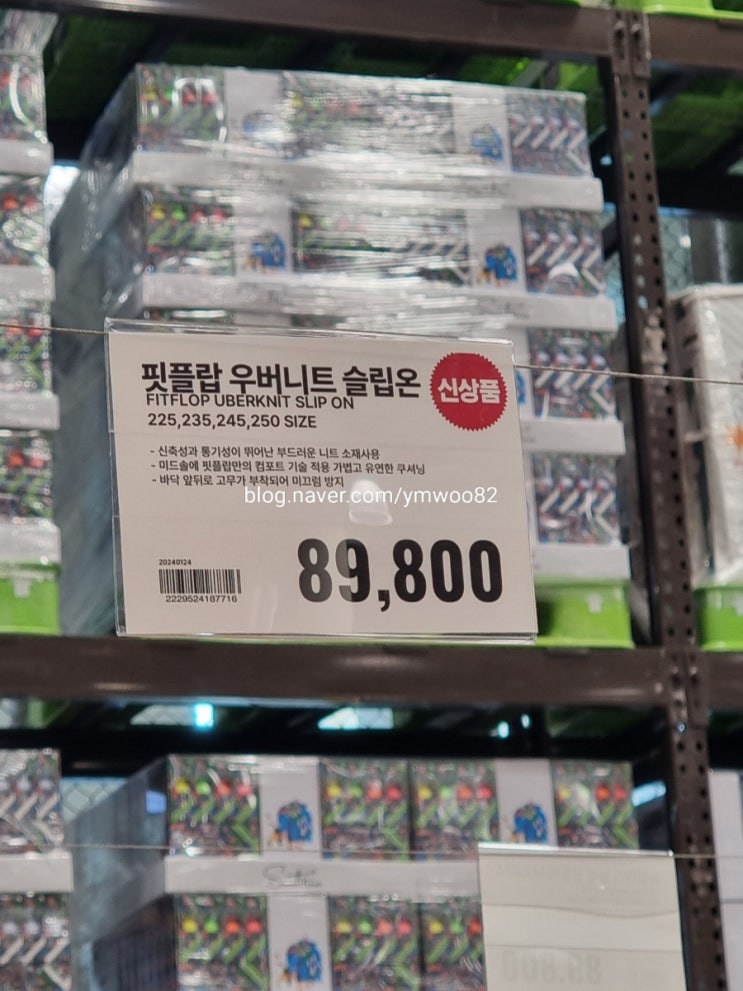 핏플랍 우버니트 슬립온
신상품
FITFLOP UBERKNIT SLIP ON
225,235,245,250 SIZE
- 신축성과 통기성이 뛰어난 부드러운 니트 소재사용
- 미드솔에 핏플랍만의 컴포트 기술 적용 가볍고 유연한 쿠셔닝
- 바닥 앞뒤로 고무가 부착되어 미끄럼 방지
blog.naver.com/ymwoo82
20240124
89,800
2229524187716
89,800